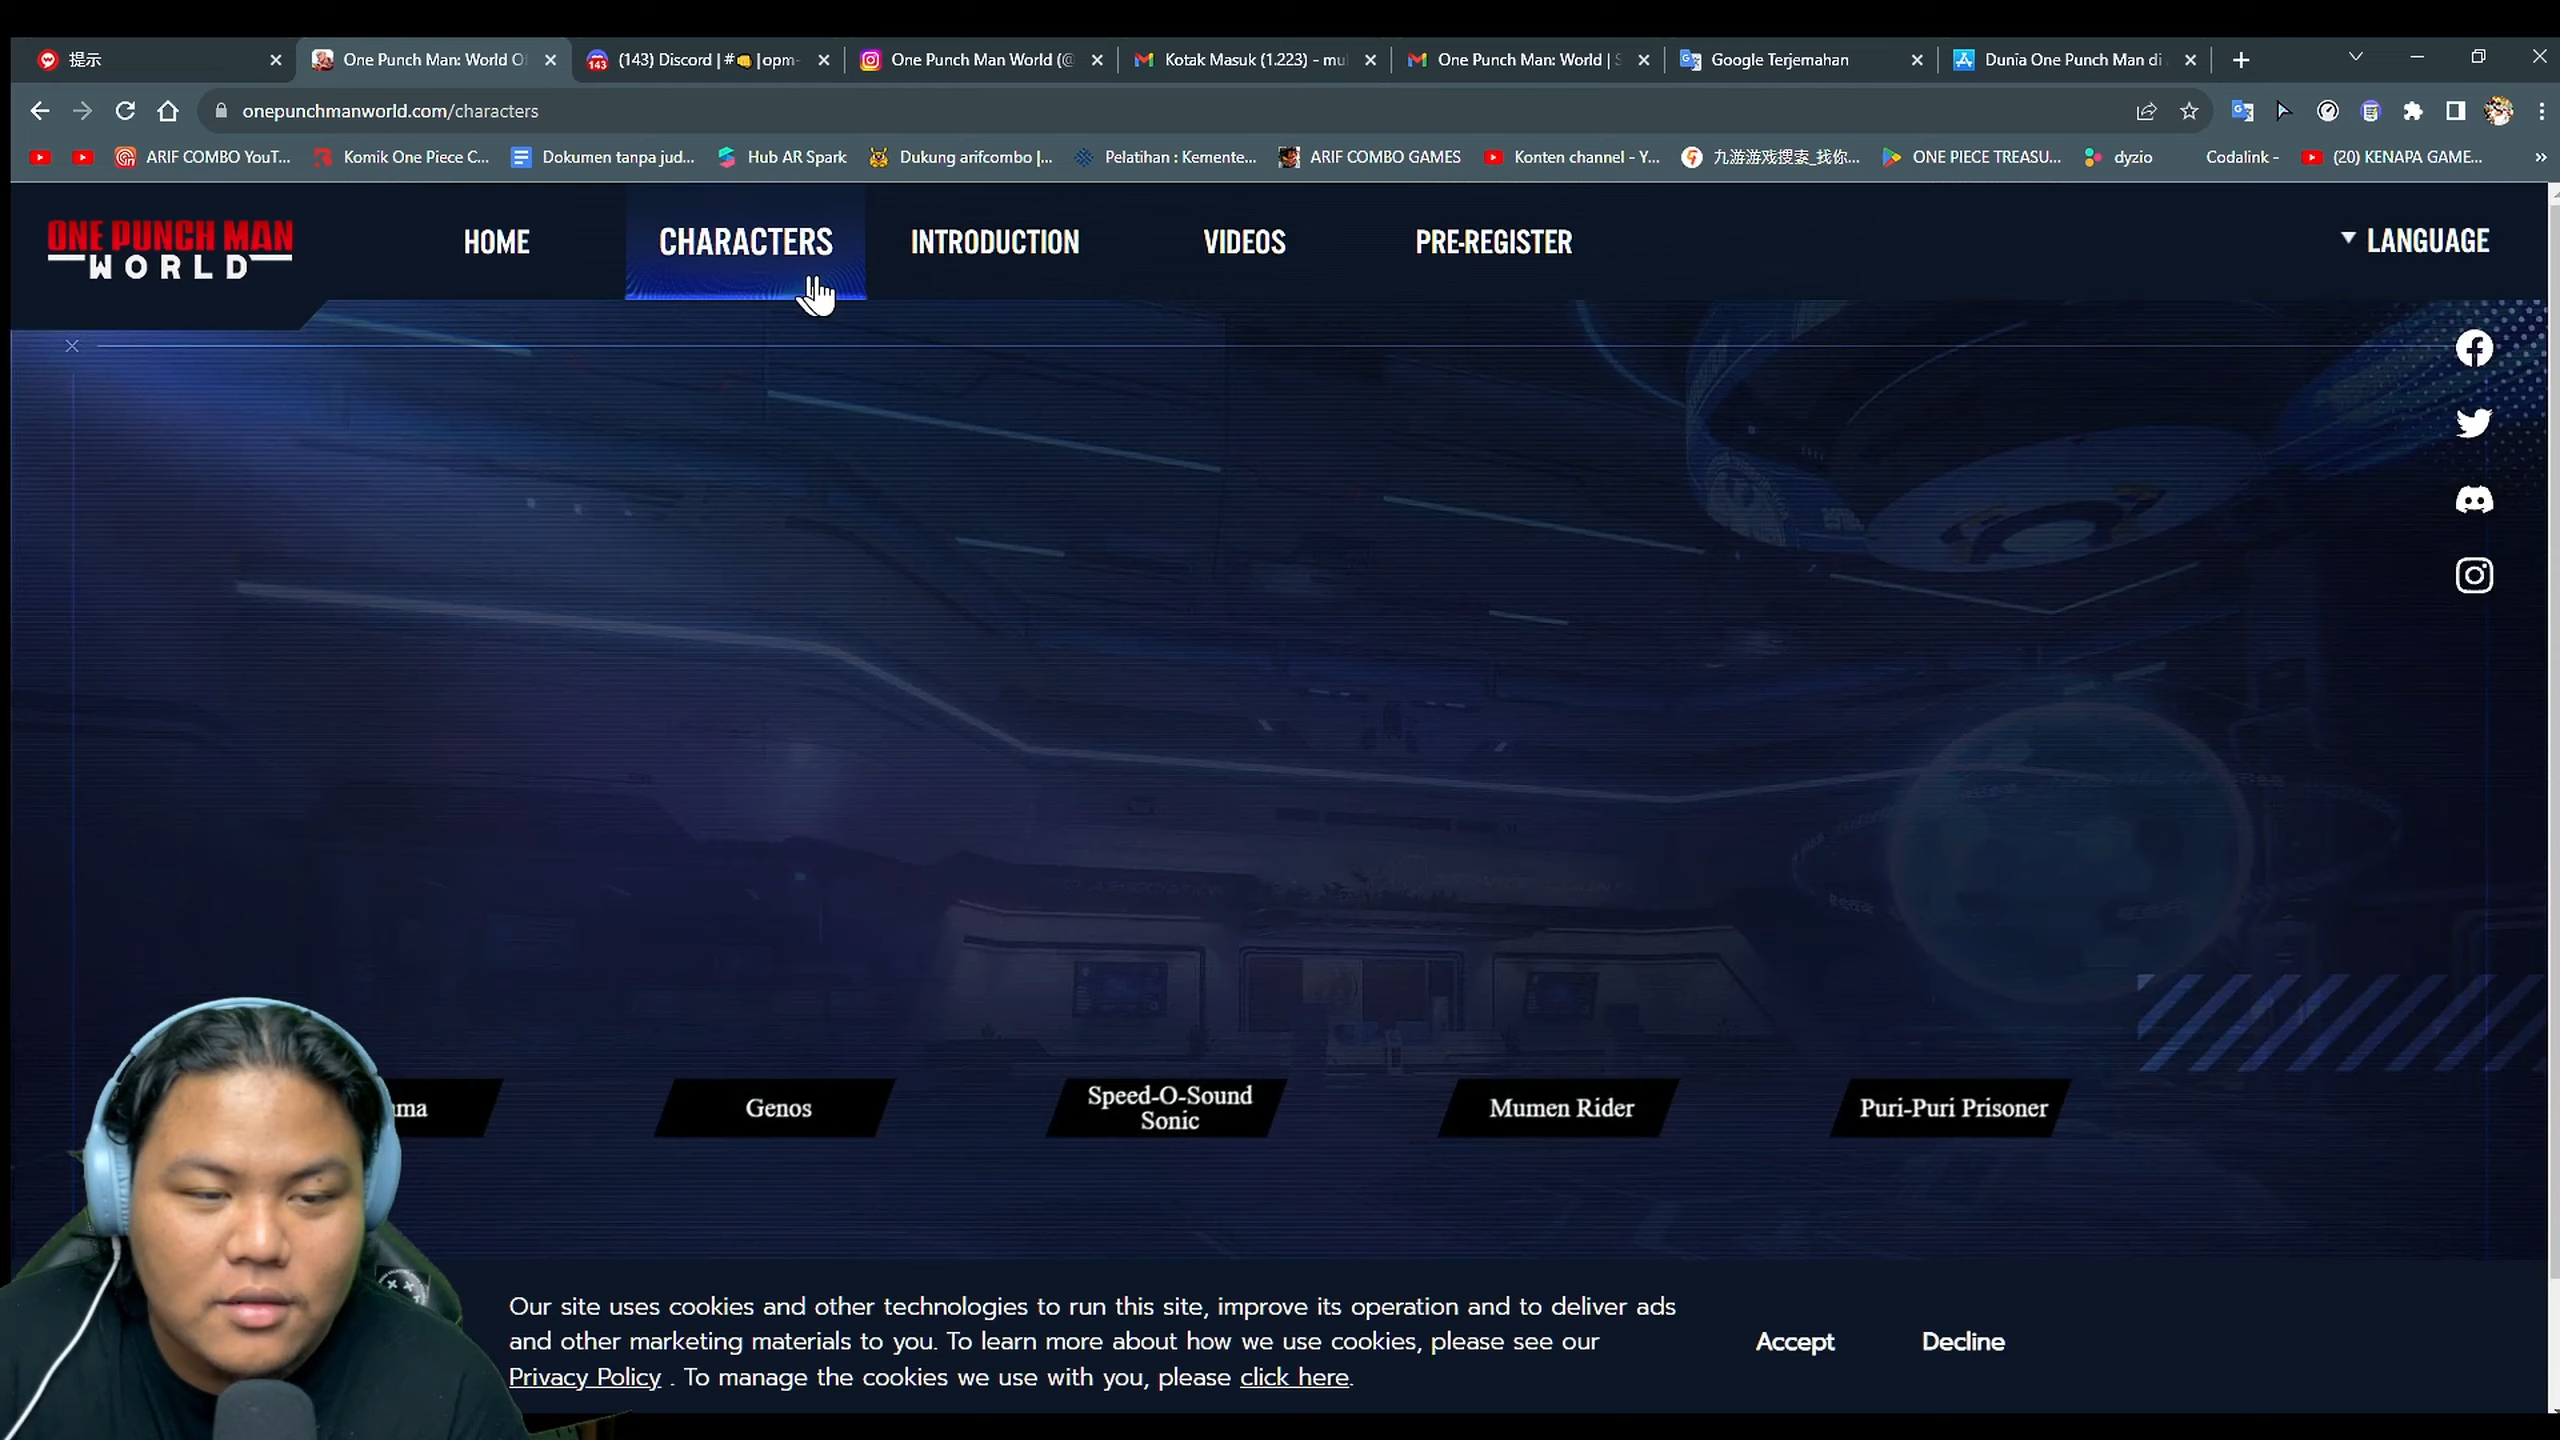 提示
One Punch Man: World Of
(143) Discord | #👊 | opm-
One Punch Man World (@
Kotak Masuk (1.223) - mul
One Punch Man: World | S
Google Terjemahan
Dunia One Punch Man di
onepunchmanworld.com/characters
ARIF COMBO YouT...
Komik One Piece C...
Dokumen tanpa jud...
Hub AR Spark
Dukung arifcombo |...
Pelatihan : Kemente...
ARIF COMBO GAMES
Konten channel - Y...
九游游戏搜索_找你...
ONE PIECE TREASU...
dyzio
Codalink -
(20) KENAPA GAME...
ONE PUNCH MAN
WORLD
HOME
CHARACTERS
INTRODUCTION
VIDEOS
PRE-REGISTER
LANGUAGE
ama
Genos
Speed-O-Sound
Sonic
Mumen Rider
Puri-Puri Prisoner
Our site uses cookies and other technologies to run this site, improve its operation and to deliver ads
and other marketing materials to you. To learn more about how we use cookies, please see our
Privacy Policy . To manage the cookies we use with you, please click here.
Accept
Decline